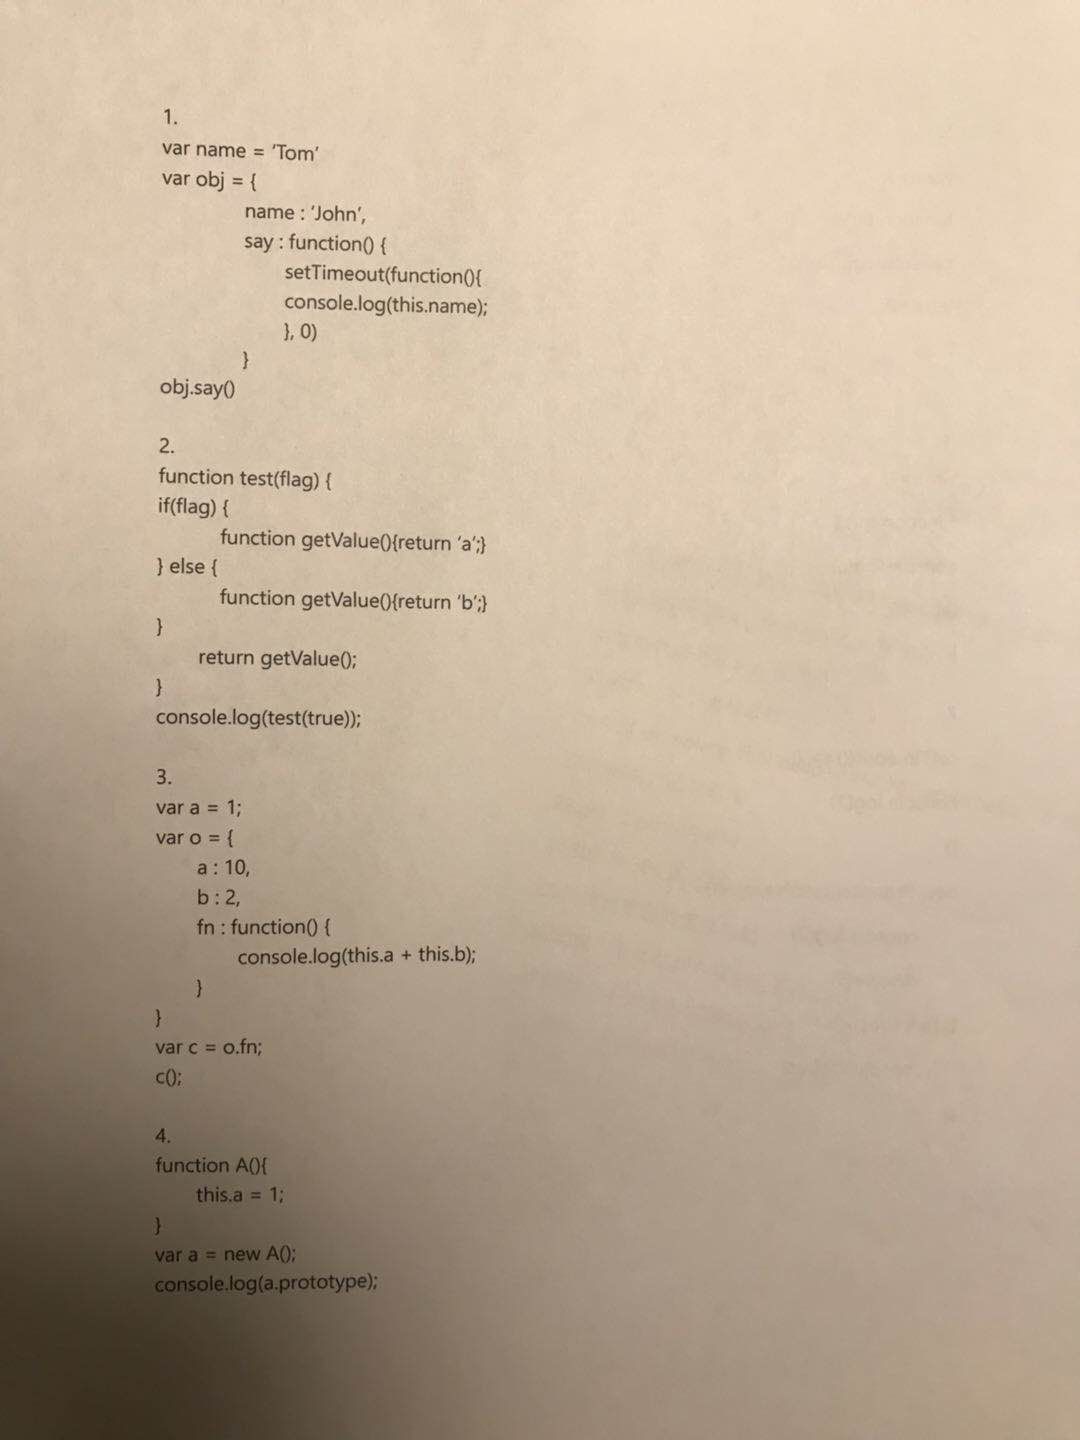 1.
var name = 'Tom'
var obj = {
name : 'John',
say : function() {
setTimeout(function(){
console.log(this.name);
}, 0)
}
obj.say()
2.
function test(flag) {
if(flag) {
function getValue(){return 'a';}
} else {
function getValue(){return 'b';}
}
return getValue();
}
console.log(test(true));
3.
var a = 1;
var o = {
a : 10,
b : 2,
fn : function() {
console.log(this.a + this.b);
}
}
var c = o.fn;
c();
4.
function A(){
this.a = 1;
}
var a = new A();
console.log(a.prototype);